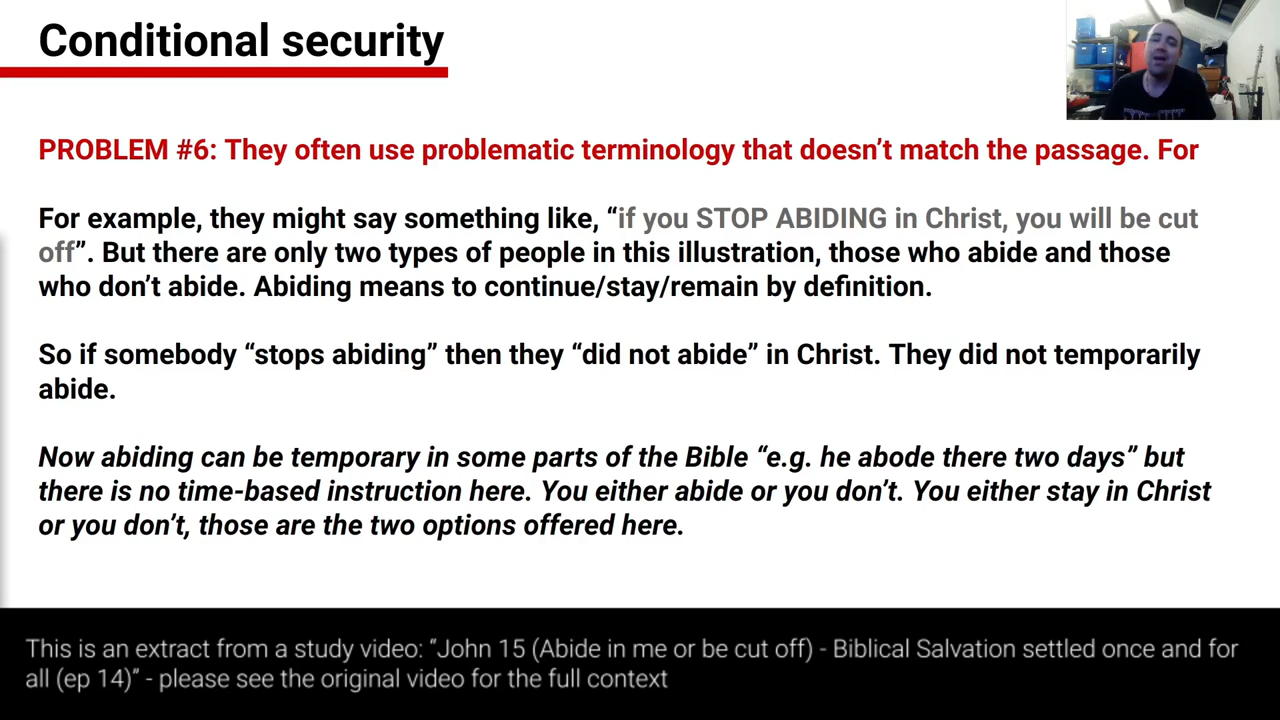 Conditional security
PROBLEM #6: They often use problematic terminology that doesn’t match the passage. For
For example, they might say something like, “if you STOP ABIDING in Christ, you will be cut
off”. But there are only two types of people in this illustration, those who abide and those
who don’t abide. Abiding means to continue/stay/remain by definition.
So if somebody “stops abiding” then they “did not abide” in Christ. They did not temporarily
abide.
Now abiding can be temporary in some parts of the Bible “e.g. he abode there two days” but
there is no time-based instruction here. You either abide or you don’t. You either stay in Christ
or you don’t, those are the two options offered here.
This is an extract from a study video: “John 15 (Abide in me or be cut off) - Biblical Salvation settled once and for
all (ep 14)” - please see the original video for the full context